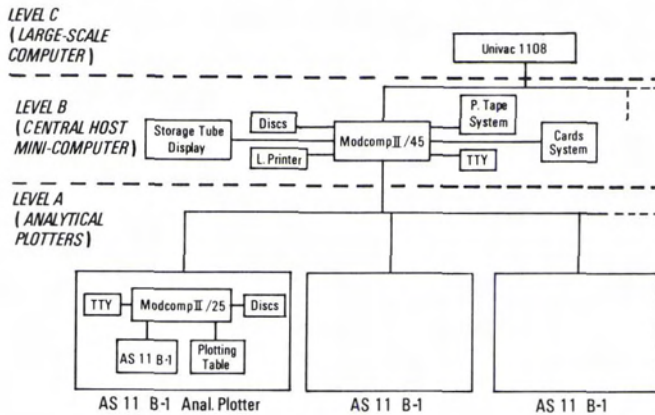 LEVEL C
( LARGE-SCALE
COMPUTER )
Univac 1108
LEVEL B
( CENTRAL HOST
MINI-COMPUTER )
Storage Tube
Display
Discs
L. Printer
Modcomp II /45
P. Tape
System
TTY
Cards
System
LEVEL A
( ANALYTICAL
PLOTTERS )
TTY
Modcomp II /25
Discs
AS 11 B-1
Plotting
Table
AS 11 B-1 Anal. Plotter
AS 11 B-1
AS 11 B-1